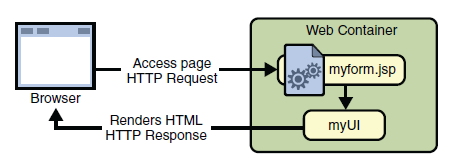 Web Container
Access page
HTTP Request
myform.jsp
Browser
Renders HTML
HTTP Response
myUI